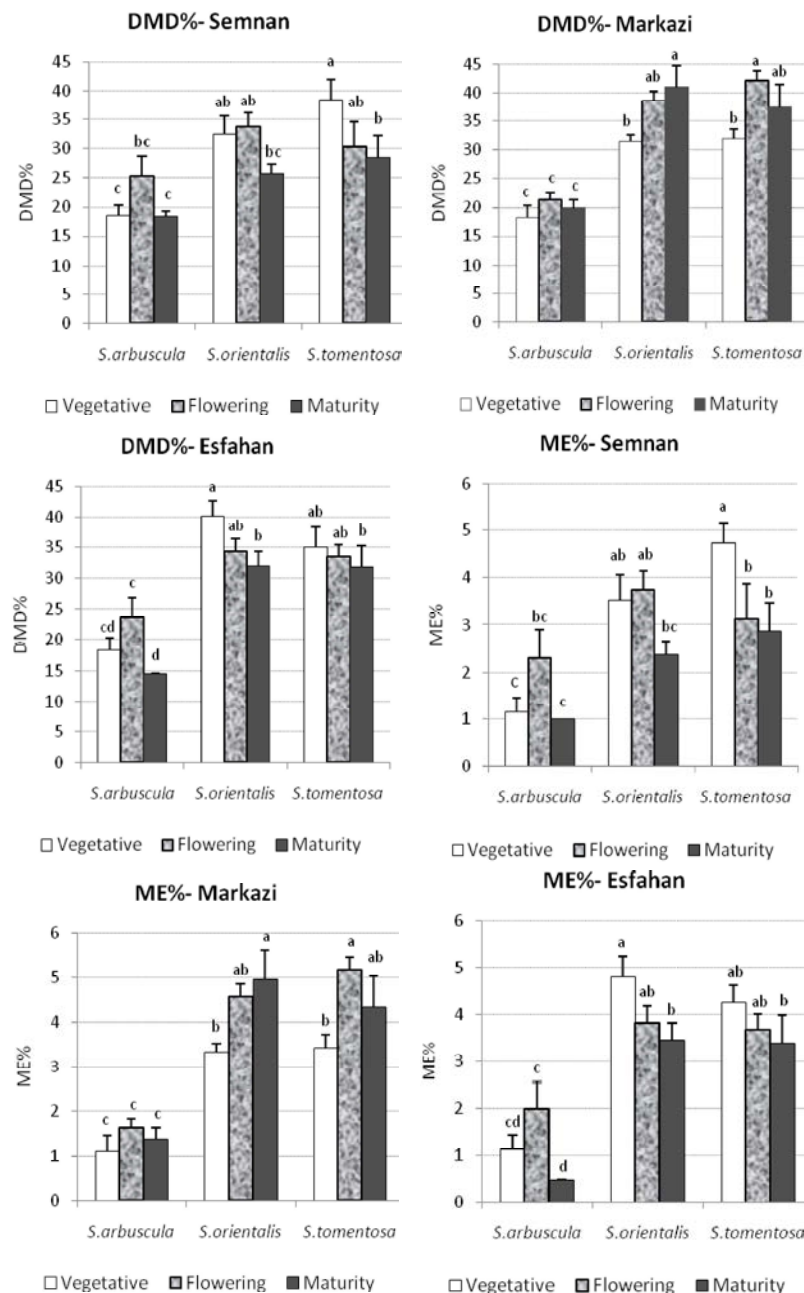 DMD%- Semnan
DMD%
45
40
35
30
25
20
15
10
5
0
c bc c ab ab bc a b b
S.arbuscula S.orientalis S.tomentosa
Vegetative Flowering Maturity
DMD%- Markazi
DMD%
45
40
35
30
25
20
15
10
5
0
c c c b ab a b a ab
S.arbuscula S.orientalis S.tomentosa
Vegetative Flowering Maturity
DMD%- Esfahan
DMD%
45
40
35
30
25
20
15
10
5
0
cd c d a ab b ab ab b
S.arbuscula S.orientalis S.tomentosa
Vegetative Flowering Maturity
ME%- Semnan
ME%
6
5
4
3
2
1
0
C bc c ab ab bc a b b
S.arbuscula S.orientalis S.tomentosa
Vegetative Flowering Maturity
ME%- Markazi
ME%
6
5
4
3
2
1
0
c c c b ab a b a ab
S.arbuscula S.orientalis S.tomentosa
Vegetative Flowering Maturity
ME%- Esfahan
ME%
6
5
4
3
2
1
0
cd c d a ab b ab ab b
S.arbuscula S.orientalis S.tomentosa
Vegetative Flowering Maturity